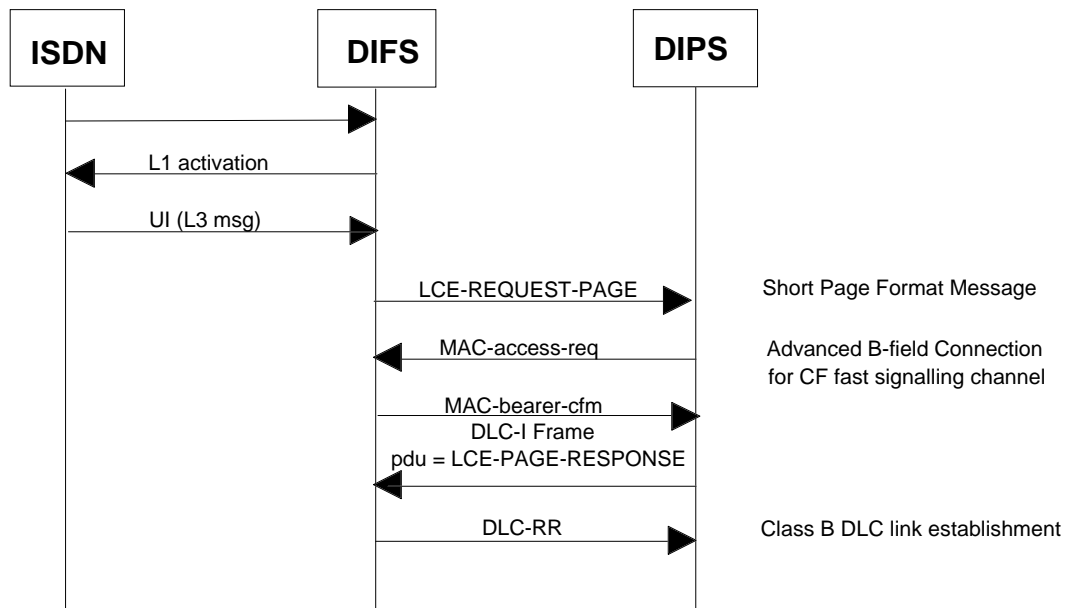 ISDN
DIFS
DIPS
L1 activation
UI (L3 msg)
LCE-REQUEST-PAGE
Short Page Format Message
MAC-access-req
Advanced B-field Connection
for CF fast signalling channel
MAC-bearer-cfm
DLC-I Frame
pdu = LCE-PAGE-RESPONSE
DLC-RR
Class B DLC link establishment